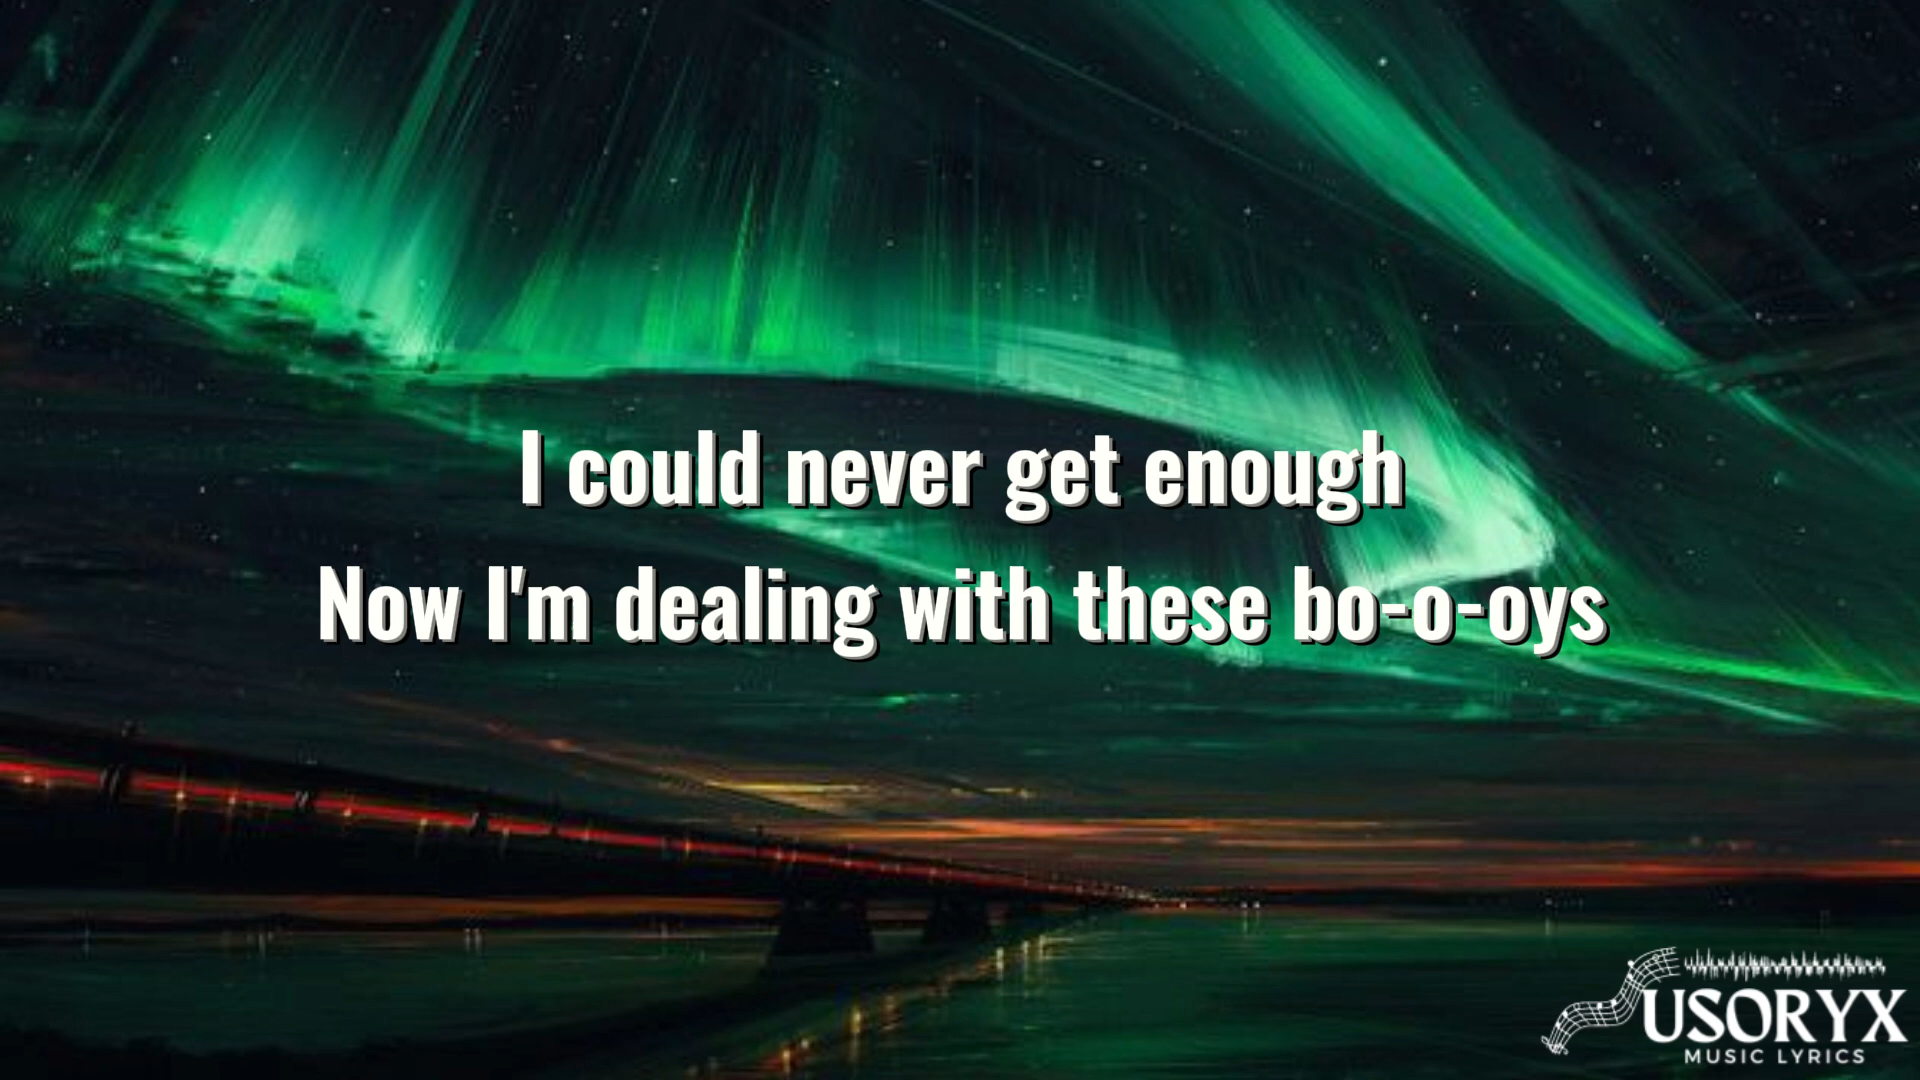 I could never get enough
Now I'm dealing with these bo-o-oys
USORYX
MUSIC LYRICS